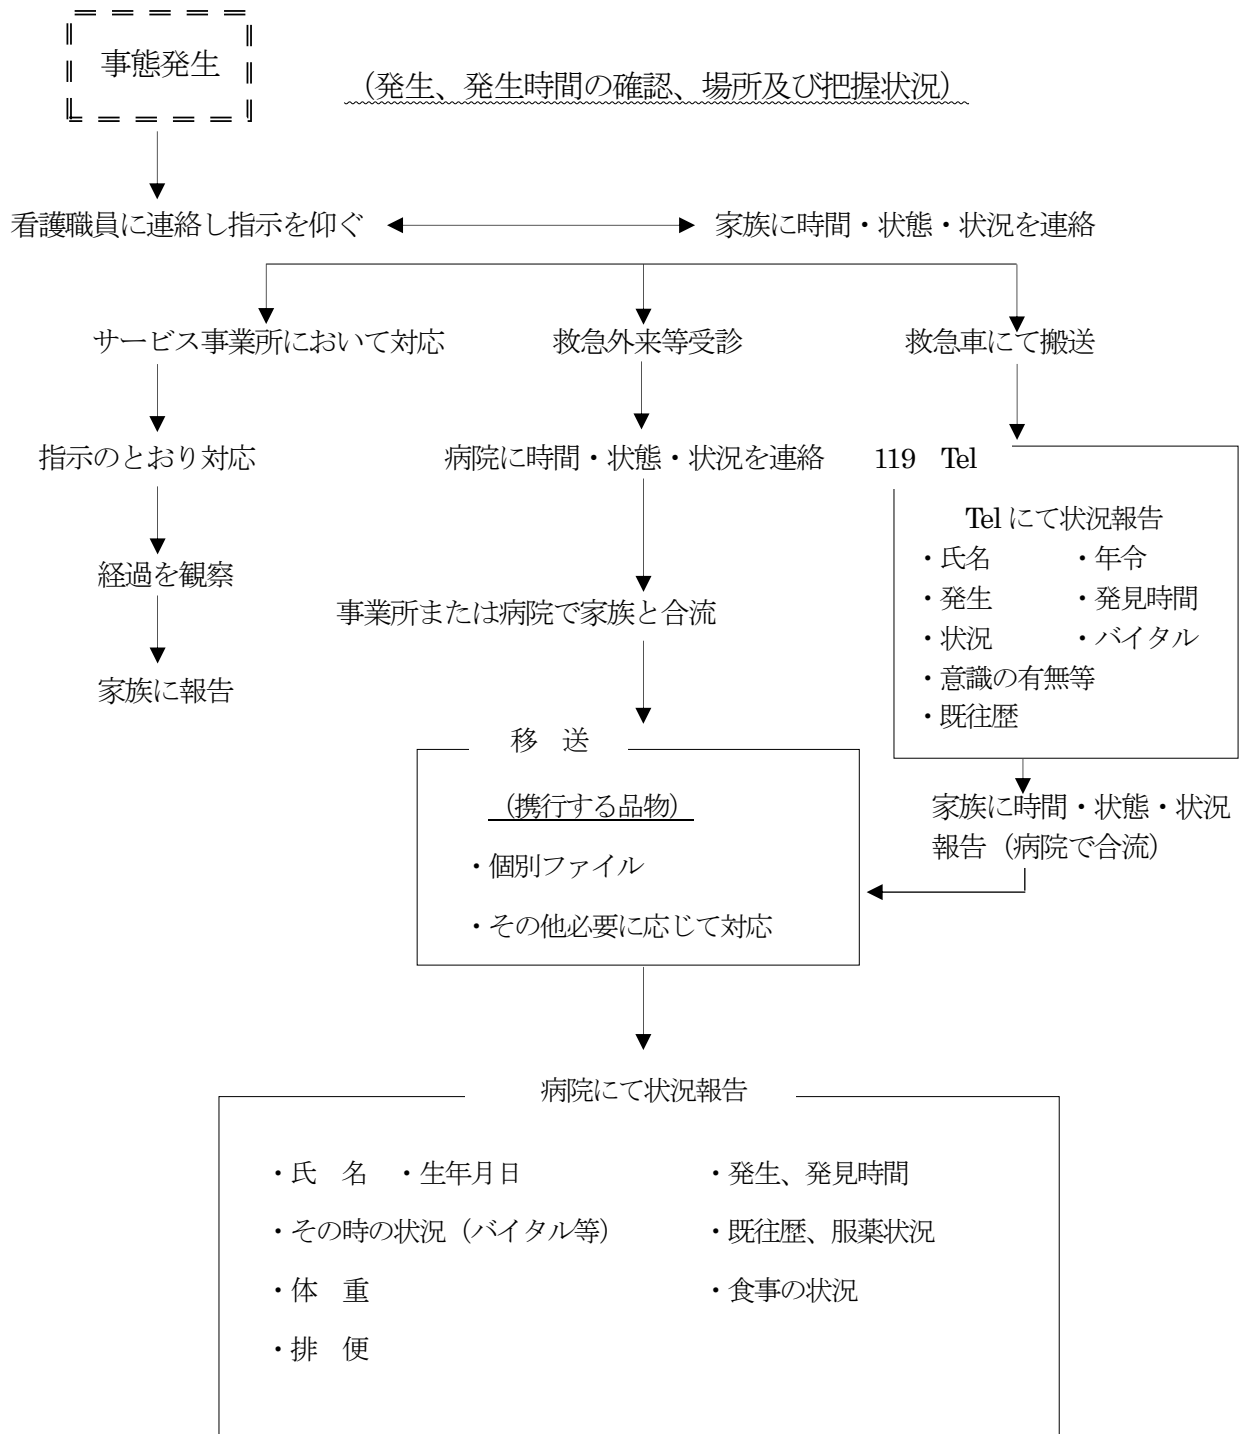 事態発生
（発生、発生時間の確認、場所及び把握状況）
看護職員に連絡し指示を仰ぐ
家族に時間・状態・状況を連絡
サービス事業所において対応
救急外来等受診
救急車にて搬送
指示のとおり対応
病院に時間・状態・状況を連絡
119 Tel
Tel にて状況報告
・氏名 ・年令
・発生 ・発見時間
・状況 ・バイタル
・意識の有無等
・既往歴
経過を観察
事業所または病院で家族と合流
家族に報告
移 送
（携行する品物）
・個別ファイル
・その他必要に応じて対応
家族に時間・状態・状況
報告（病院で合流）
病院にて状況報告
・氏 名 ・生年月日 ・発生、発見時間
・その時の状況（バイタル等） ・既往歴、服薬状況
・体 重 ・食事の状況
・排 便